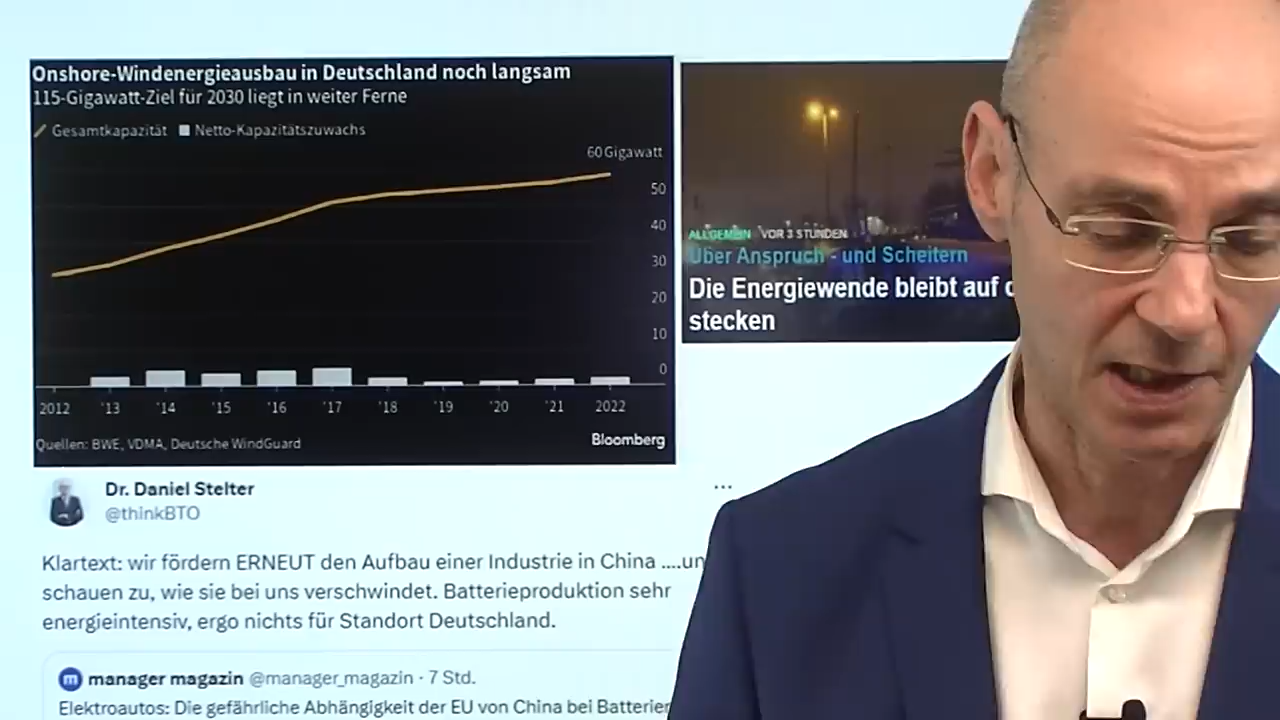 Onshore-Windenergieausbau in Deutschland noch langsam
115-Gigawatt-Ziel für 2030 liegt in weiter Ferne
Gesamtkapazität Netto-Kapazitätszuwachs
60 Gigawatt
50
40
30
20
10
0
2012 '13 '14 '15 '16 '17 '18 '19 '20 '21 2022
Quellen: BWE, VDMA, Deutsche WindGuard
Bloomberg
ALLGEMEIN VOR 3 STUNDEN
Über Anspruch - und Scheitern
Die Energiewende bleibt auf
stecken
Dr. Daniel Stelter
@thinkBTO
...
Klartext: wir fördern ERNEUT den Aufbau einer Industrie in China ....un
schauen zu, wie sie bei uns verschwindet. Batterieproduktion sehr
energieintensiv, ergo nichts für Standort Deutschland.
m manager magazin @manager_magazin · 7 Std.
Elektroautos: Die gefährliche Abhängigkeit der EU von China bei Batterien